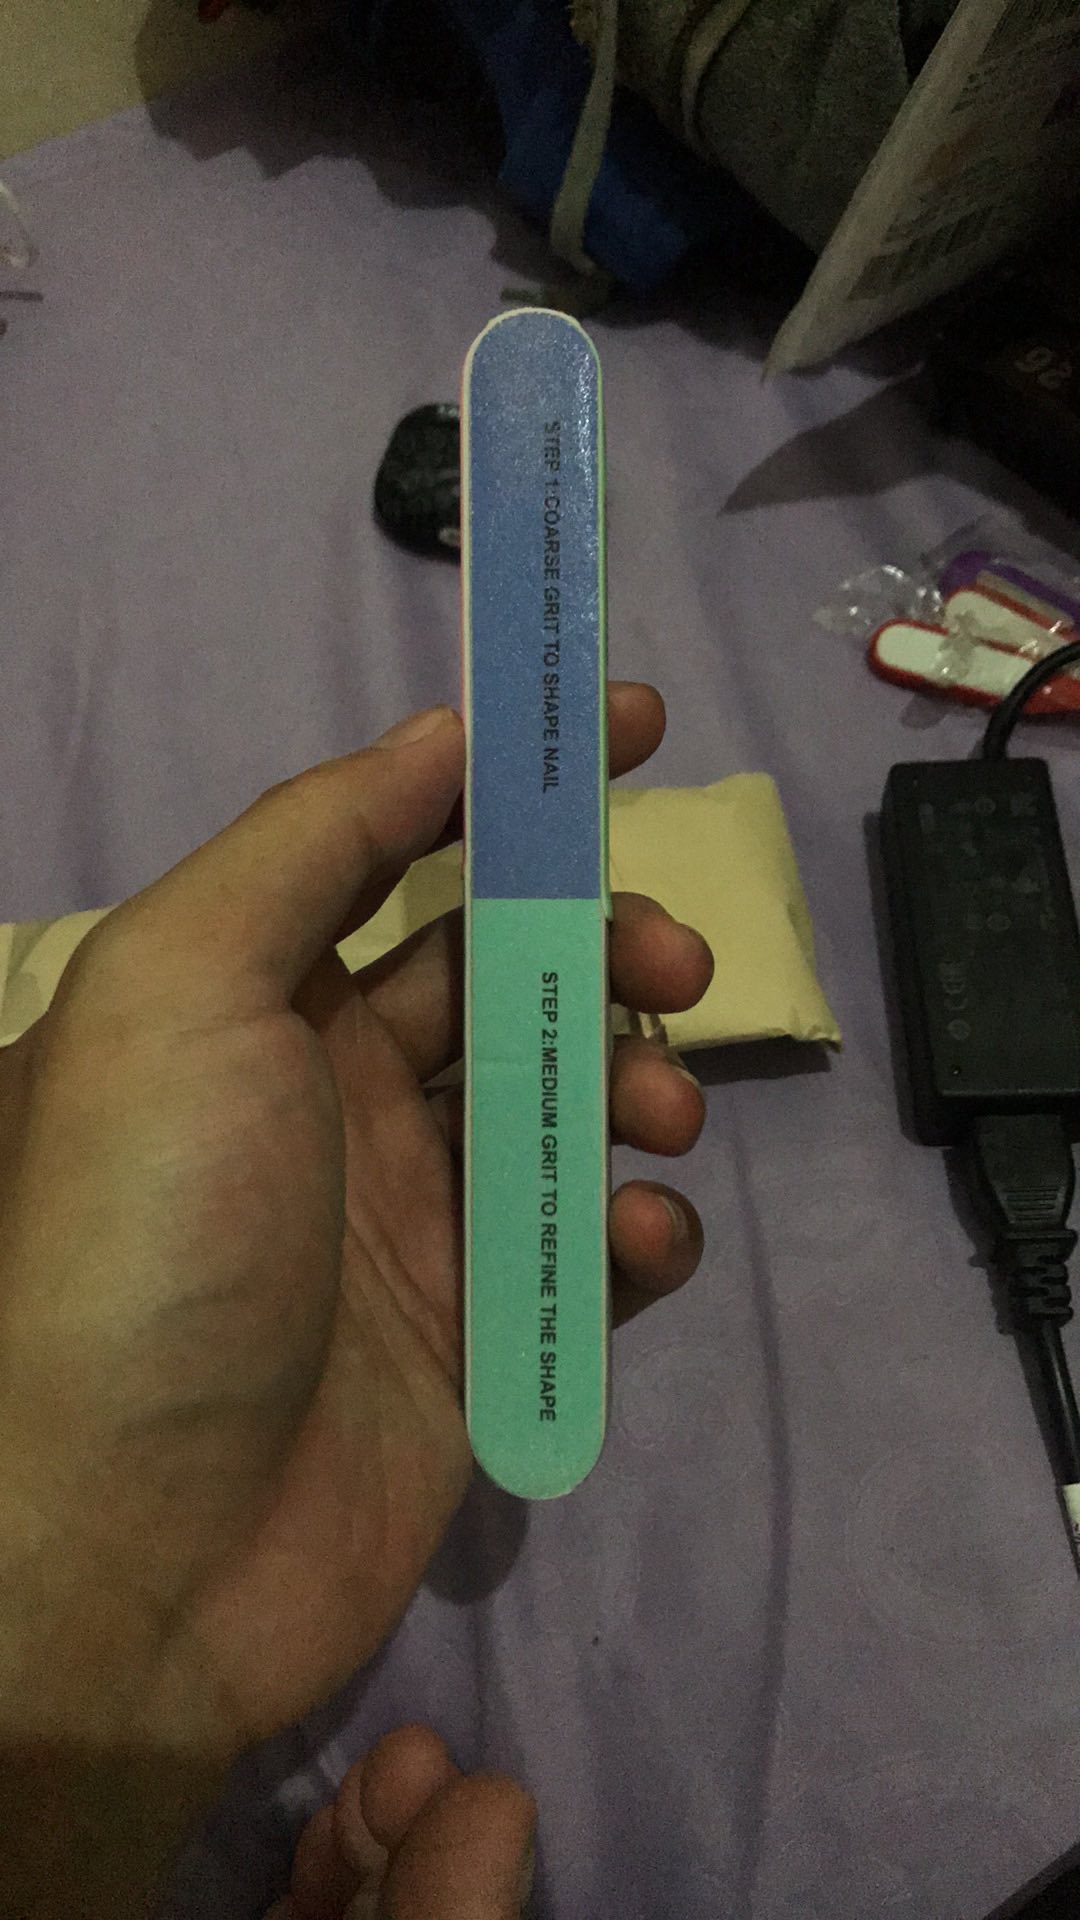 STEP 1:COARSE GRIT TO SHAPE NAIL
STEP 2:MEDIUM GRIT TO REFINE THE SHAPE